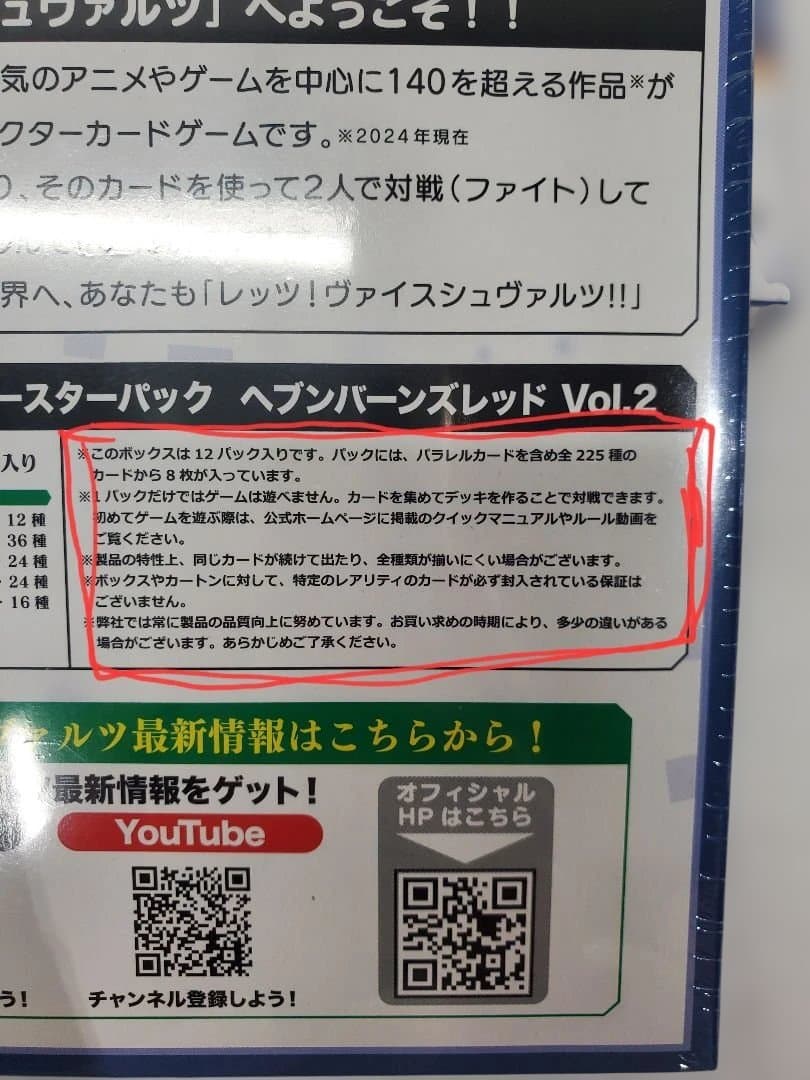 ュヴァルツ」へようこそ！！
気のアニメやゲームを中心に140を超える作品※が
クターカードゲームです。※2024年現在
り、そのカードを使って2人で対戦(ファイト)して
界へ、あなたも「レッツ！ヴァイスシュヴァルツ!!」
ースターパック ヘブンバーンズレッド Vol.2
入り
12種
36種
24種
24種
16種
※このボックスは12パック入りです。パックには、パラレルカードを含め全225種の
カードから8枚が入っています。
※1パックだけではゲームは遊べません。カードを集めてデッキを作ることで対戦できます。
初めてゲームを遊ぶ際は、公式ホームページに掲載のクイックマニュアルやルール動画を
ご覧ください。
※製品の特性上、同じカードが続けて出たり、全種類が揃いにくい場合がございます。
※ボックスやカートンに対して、特定のレアリティのカードが必ず封入されている保証は
ございません。
※弊社では常に製品の品質向上に努めています。お買い求めの時期により、多少の違いがある
場合がございます。あらかじめご了承ください。
ヴァルツ最新情報はこちらから！
最新情報をゲット！
YouTube
チャンネル登録しよう！
オフィシャル
HPはこちら
う！